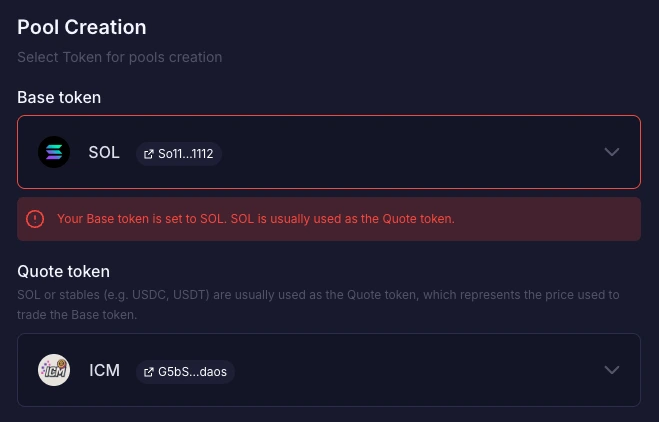 Pool Creation
Select Token for pools creation
Base token
SOL So11...1112
Your Base token is set to SOL. SOL is usually used as the Quote token.
Quote token
SOL or stables (e.g. USDC, USDT) are usually used as the Quote token, which represents the price used to
trade the Base token.
ICM ICM G5bS...daos